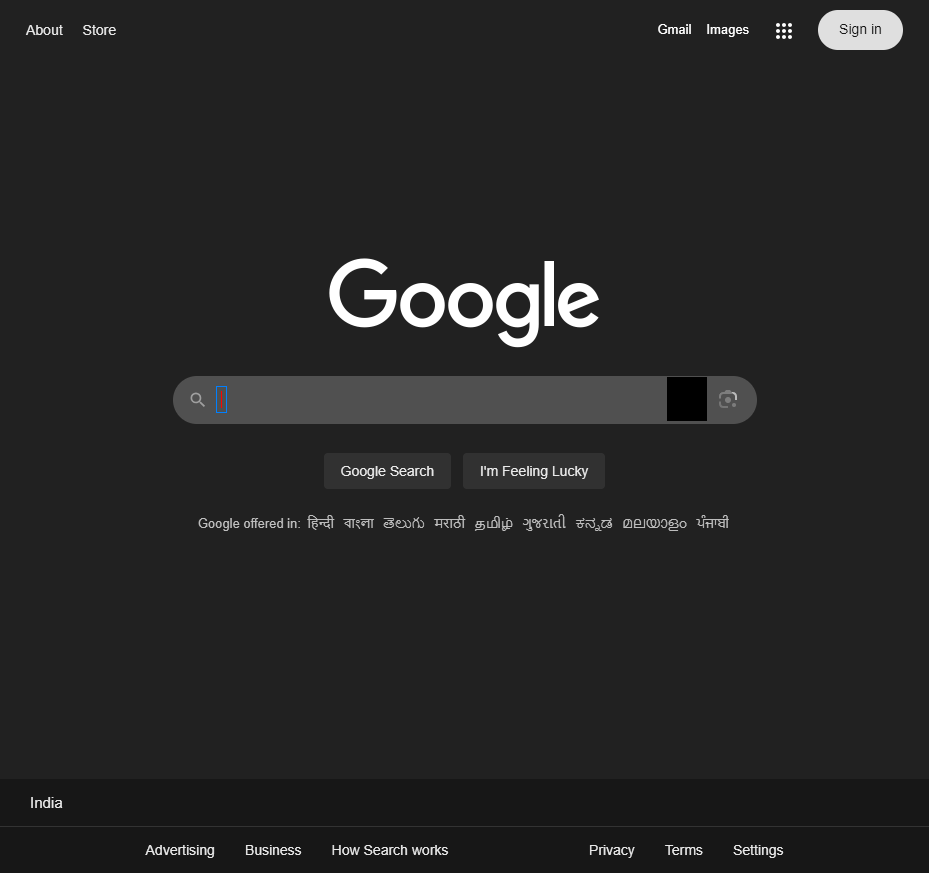 About Store Gmail Images Sign in
Google
Google Search I'm Feeling Lucky
Google offered in: हिन्दी বাংলা తెలుగు मराठी தமிழ் ગુજરાતી ಕನ್ನಡ മലയാളം ਪੰਜਾਬੀ
India
Advertising Business How Search works Privacy Terms Settings